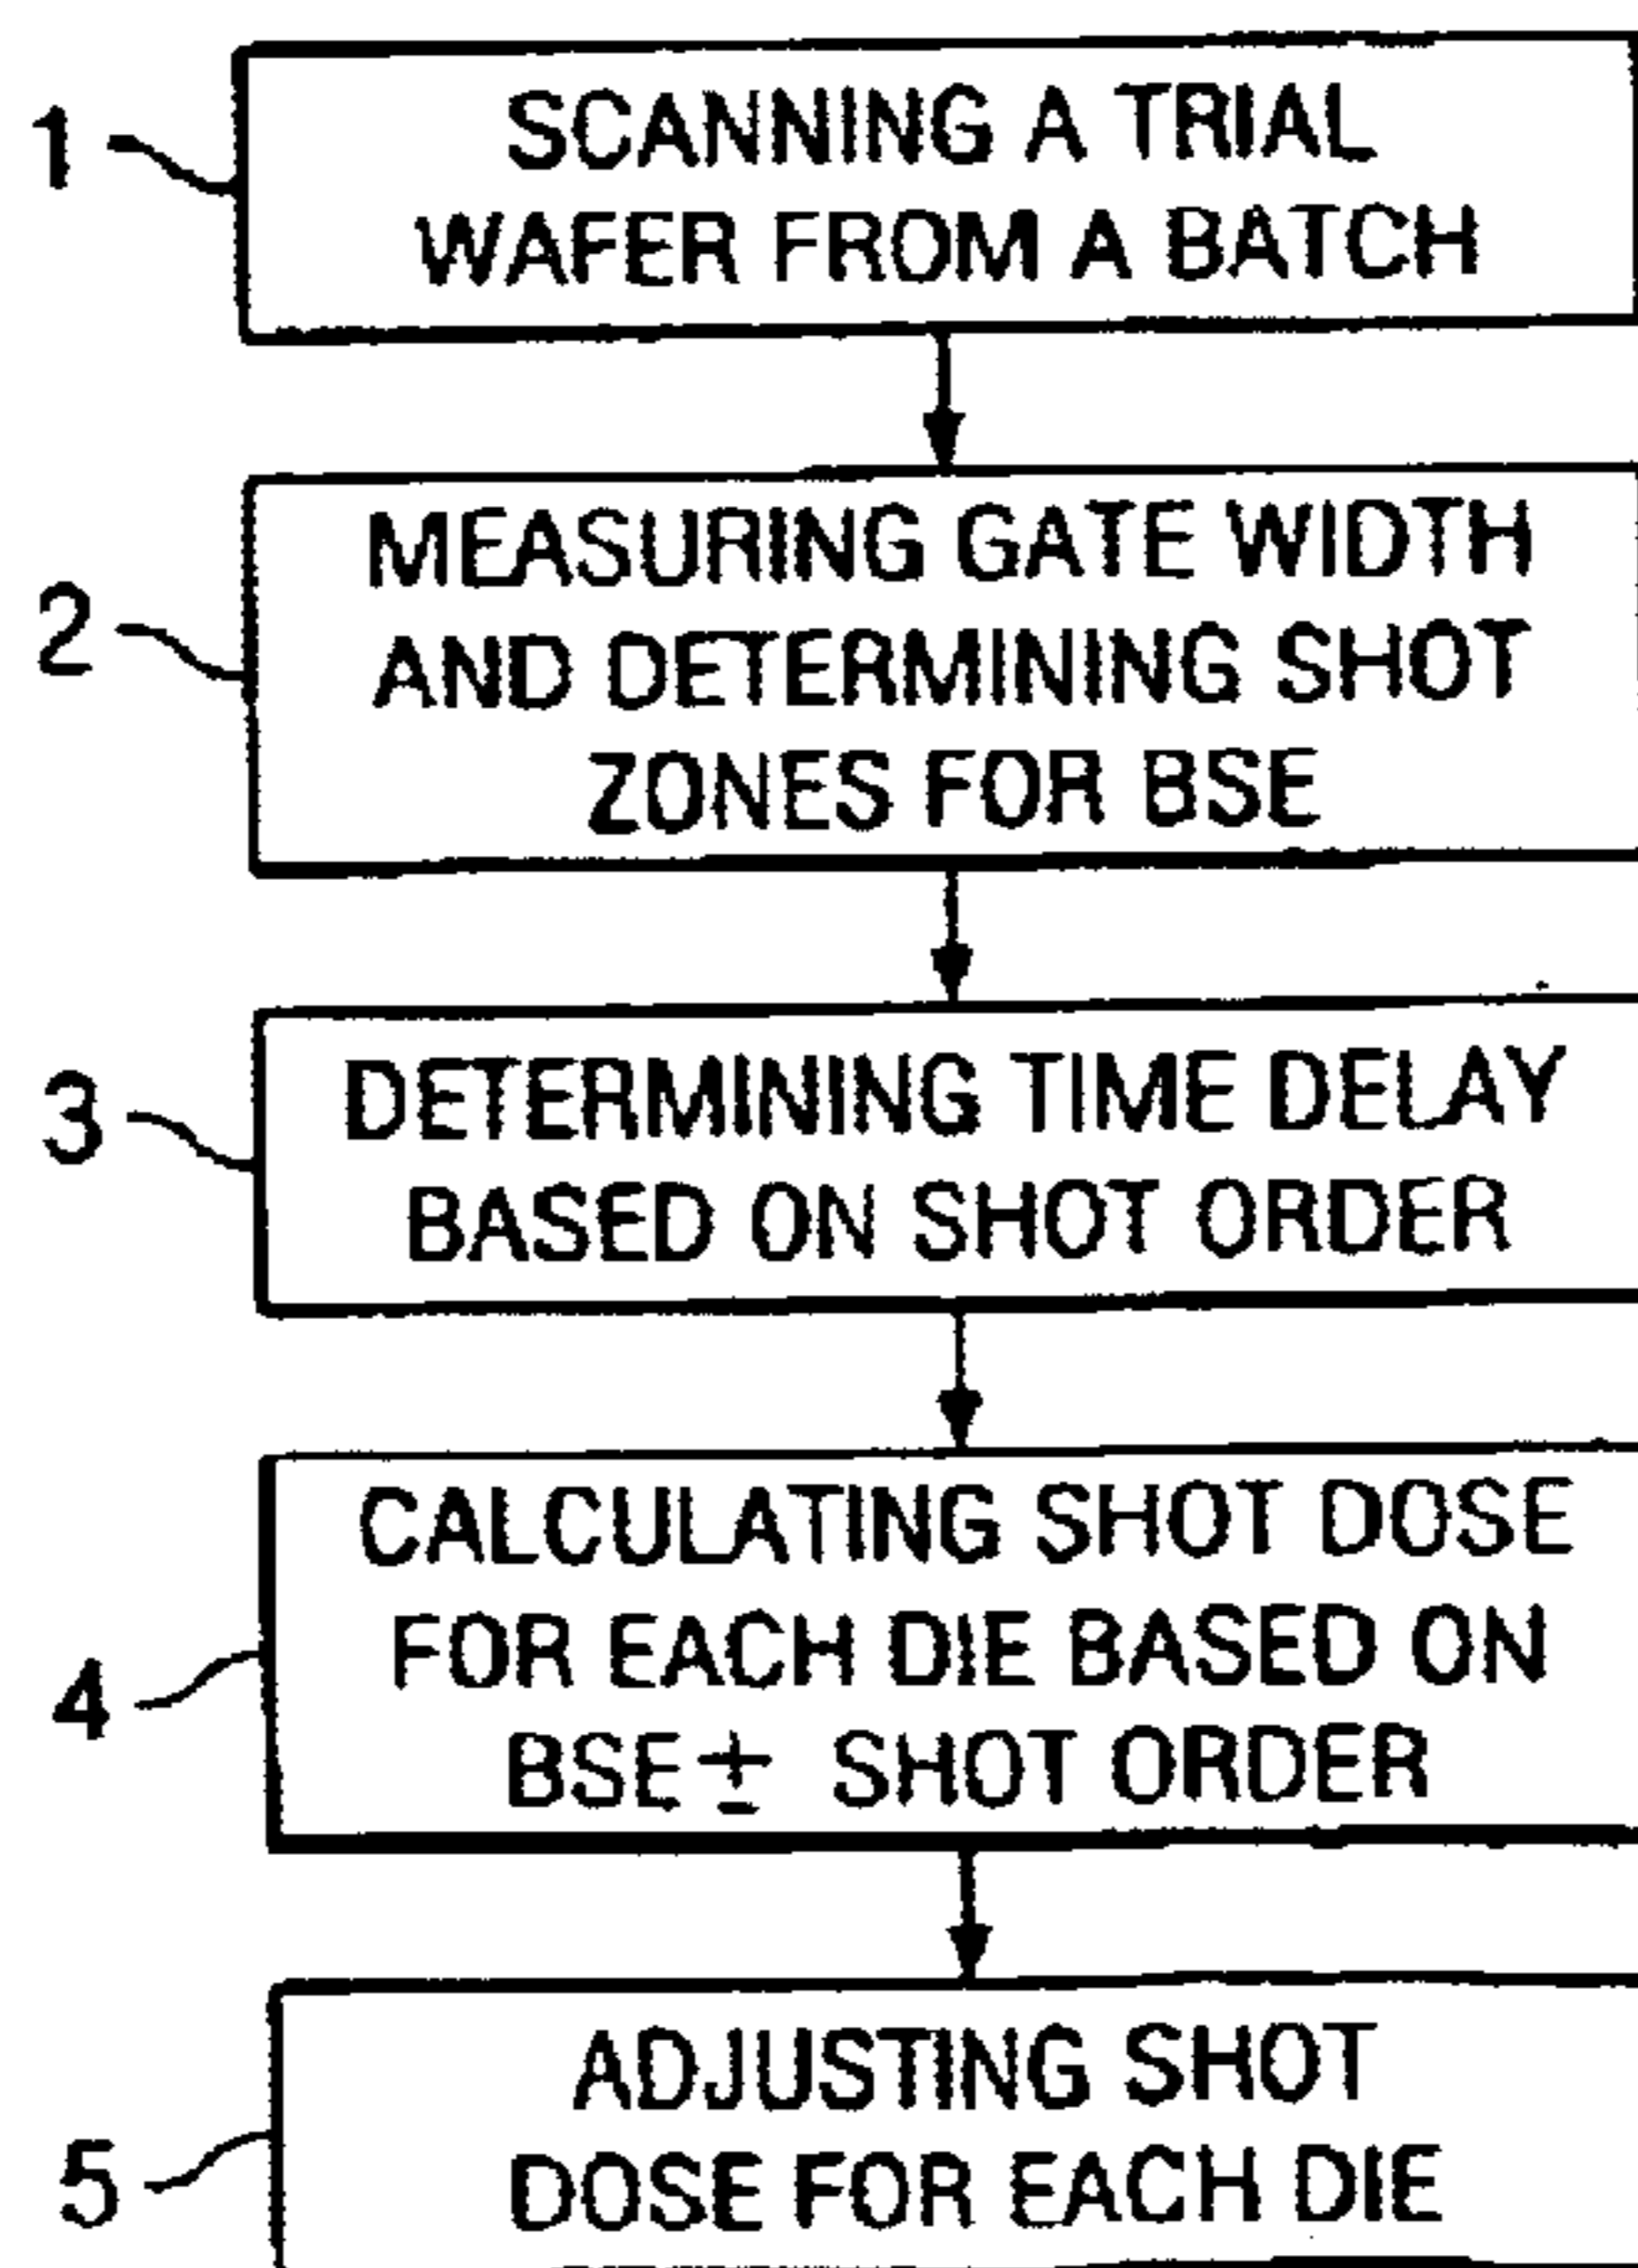 1
SCANNING A TRIAL
WAFER FROM A BATCH
2
MEASURING GATE WIDTH
AND DETERMINING SHOT
ZONES FOR BSE
3
DETERMINING TIME DELAY
BASED ON SHOT ORDER
4
CALCULATING SHOT DOSE
FOR EACH DIE BASED ON
BSE± SHOT ORDER
5
ADJUSTING SHOT
DOSE FOR EACH DIE